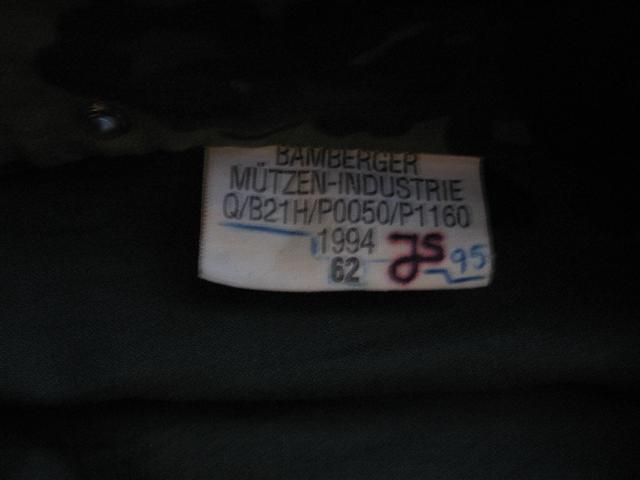 BAMBERGER
MÜTZEN-INDUSTRIE
Q/B21H/P0050/P1160
1994
62
JS 95